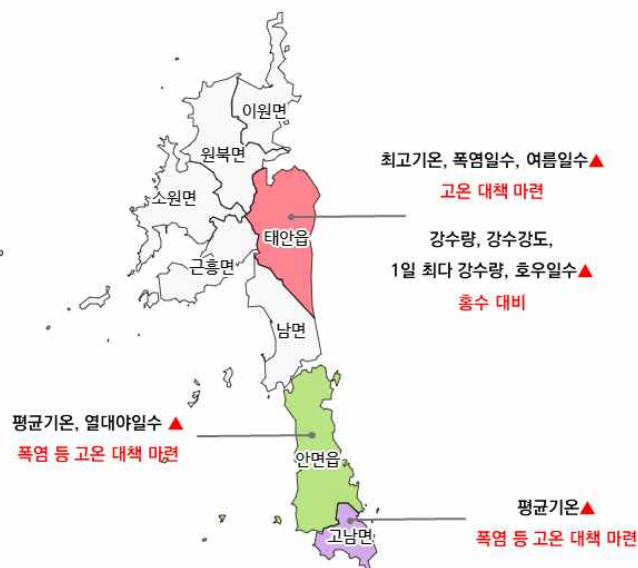 이원면
원북면
최고기온, 폭염일수, 여름일수▲
고온 대책 마련
소원면
태안읍
강수량, 강수강도,
근흥면
1일 최다 강수량, 호우일수▲
홍수 대비
남면
평균기온, 열대야일수 ▲
폭염 등 고온 대책 마련
안면읍
평균기온▲
고남면
폭염 등 고온 대책 마련